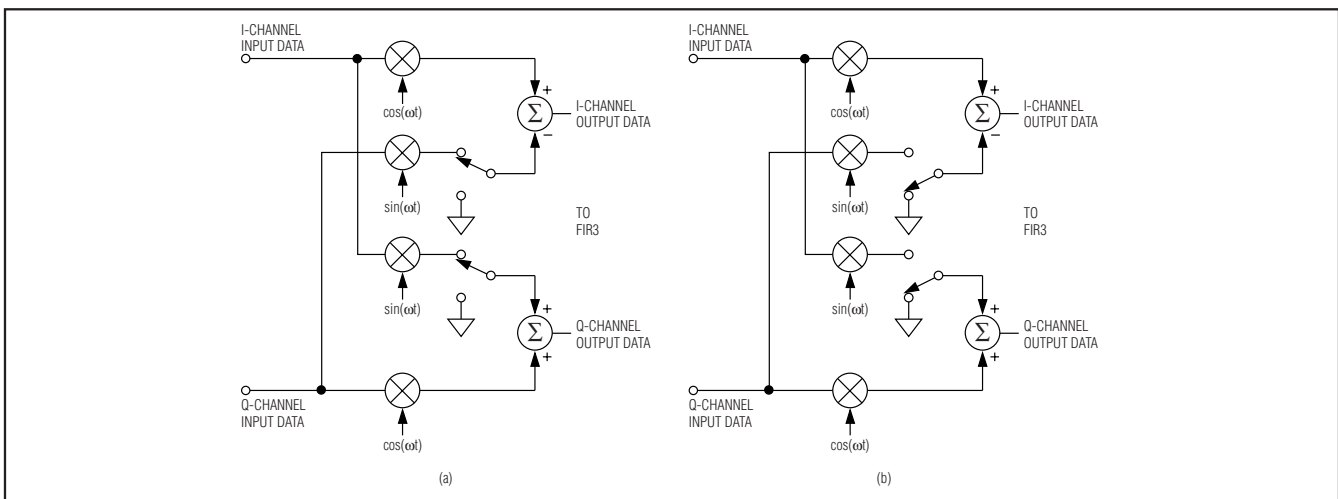 I-CHANNEL
INPUT DATA
cos(ωt)
+
Σ
−
I-CHANNEL
OUTPUT DATA
sin(ωt)
TO
FIR3
sin(ωt)
+
Σ
+
Q-CHANNEL
OUTPUT DATA
Q-CHANNEL
INPUT DATA
cos(ωt)
(a)
I-CHANNEL
INPUT DATA
cos(ωt)
+
Σ
−
I-CHANNEL
OUTPUT DATA
sin(ωt)
TO
FIR3
sin(ωt)
+
Σ
+
Q-CHANNEL
OUTPUT DATA
Q-CHANNEL
INPUT DATA
cos(ωt)
(b)